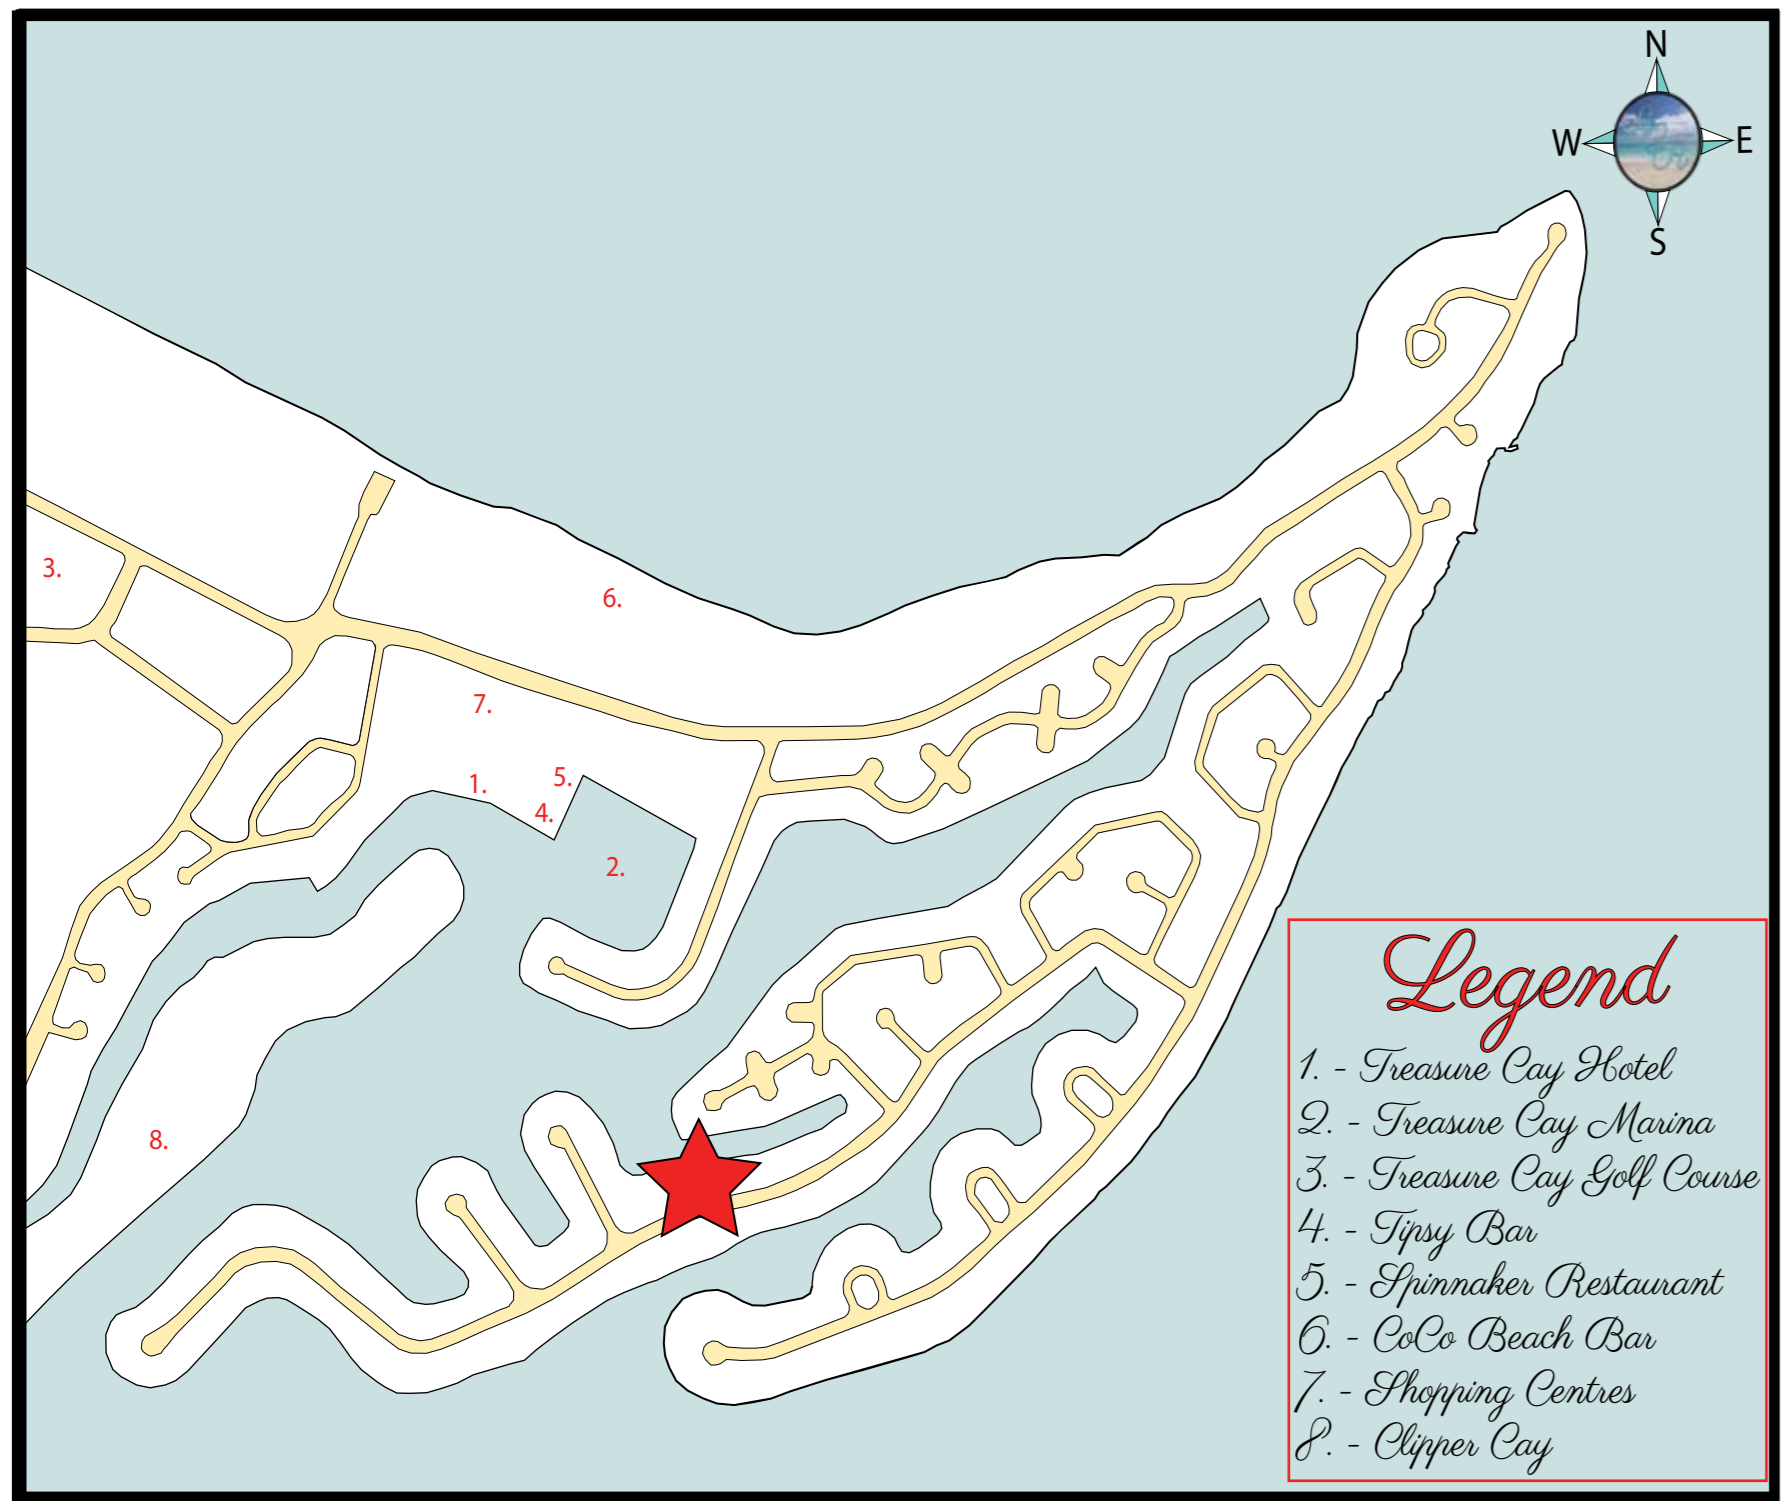 N
W E
S
3.
6.
7.
1.
5.
4.
2.
8.
Legend
1. - Treasure Cay Hotel
2. - Treasure Cay Marina
3. - Treasure Cay Golf Course
4. - Tipsy Bar
5. - Spinnaker Restaurant
6. - CoCo Beach Bar
7. - Shopping Centres
8. - Clipper Cay